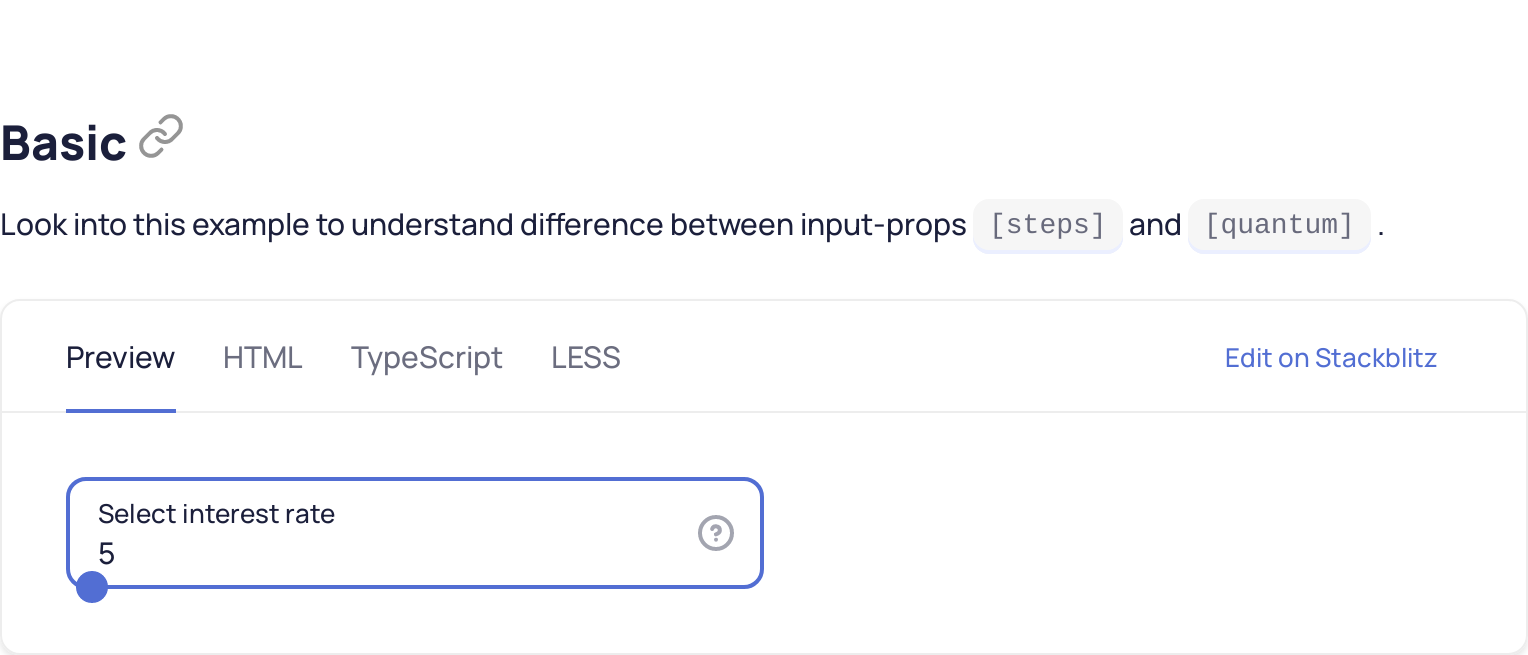 Basic
Look into this example to understand difference between input-props [steps] and [quantum] .
Preview HTML TypeScript LESS Edit on Stackblitz
Select interest rate
5